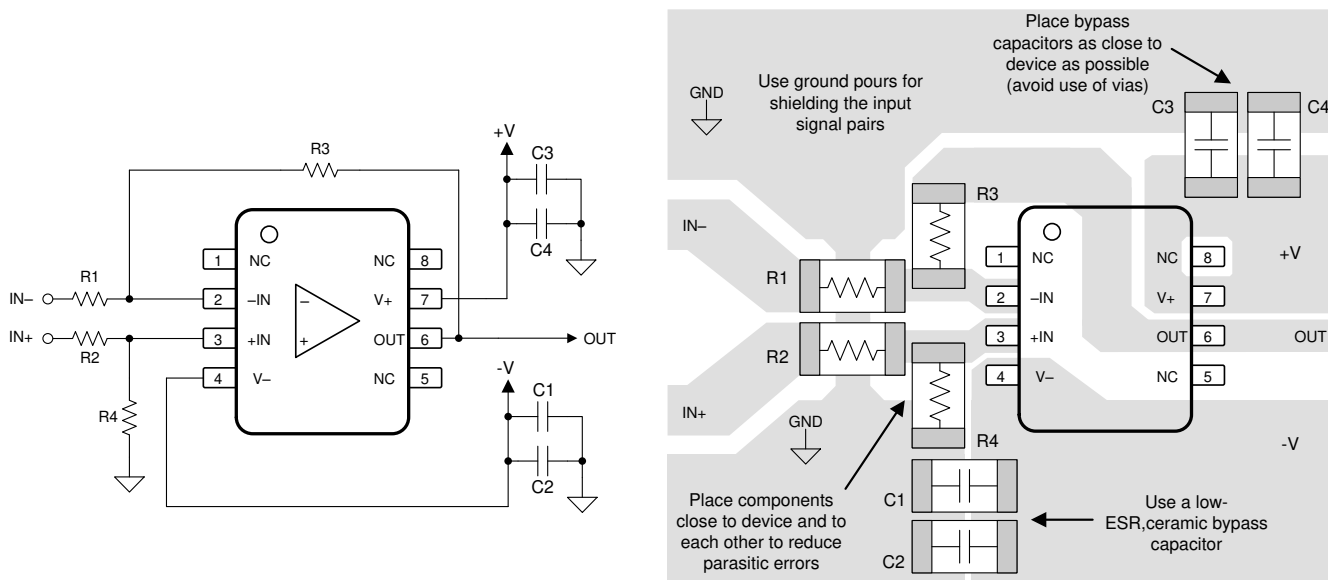 +V
C3
R3
C4
1
NC
NC
8
R1
IN–
2
–IN
V+
7
–
IN+
3
+IN
+
OUT
6
OUT
R2
4
V–
NC
5
-V
C1
R4
C2
Place bypass
capacitors as close to
device as possible
(avoid use of vias)
Use ground pours for
shielding the input
signal pairs
GND
C3
C4
R3
IN–
1
NC
NC
8
+V
R1
2
–IN
V+
7
3
+IN
OUT
6
OUT
R2
4
V–
NC
5
IN+
GND
R4
-V
C1
Place components
close to device and to
each other to reduce
parasitic errors
Use a low-
ESR,ceramic bypass
capacitor
C2